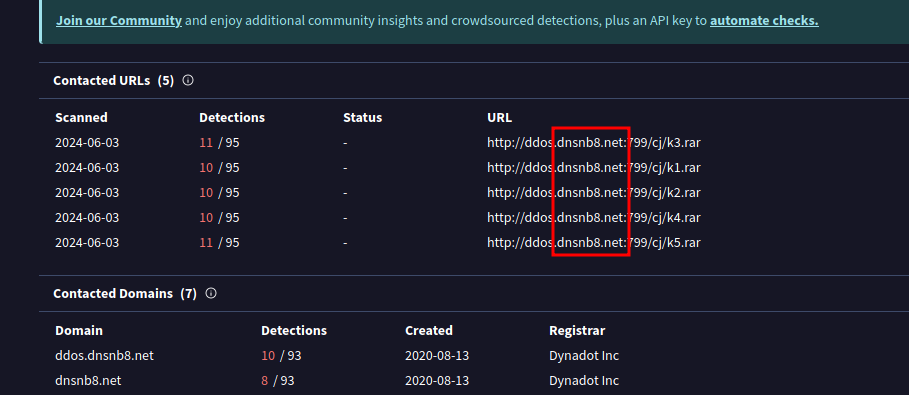 Join our Community and enjoy additional community insights and crowdsourced detections, plus an API key to automate checks.
Contacted URLs (5)
Scanned Detections Status URL
2024-06-03 11 / 95 - http://ddos.dnsnb8.net:799/cj/k3.rar
2024-06-03 10 / 95 - http://ddos.dnsnb8.net:799/cj/k1.rar
2024-06-03 10 / 95 - http://ddos.dnsnb8.net:799/cj/k2.rar
2024-06-03 10 / 95 - http://ddos.dnsnb8.net:799/cj/k4.rar
2024-06-03 11 / 95 - http://ddos.dnsnb8.net:799/cj/k5.rar
Contacted Domains (7)
Domain Detections Created Registrar
ddos.dnsnb8.net 10 / 93 2020-08-13 Dynadot Inc
dnsnb8.net 8 / 93 2020-08-13 Dynadot Inc